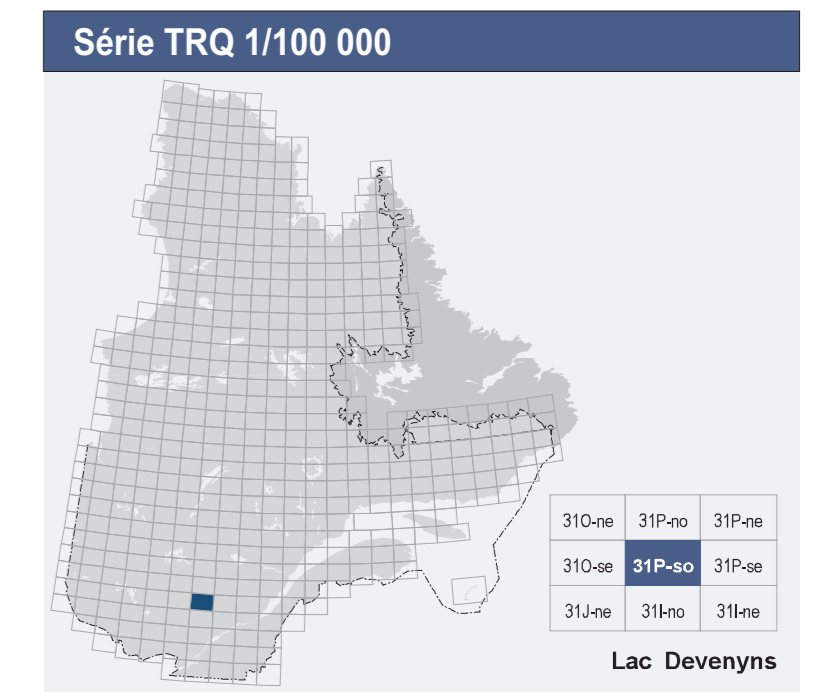 Série TRQ 1/100 000
31O-ne 31P-no 31P-ne
31O-se 31P-so 31P-se
31J-ne 31I-no 31I-ne
Lac Devenyns